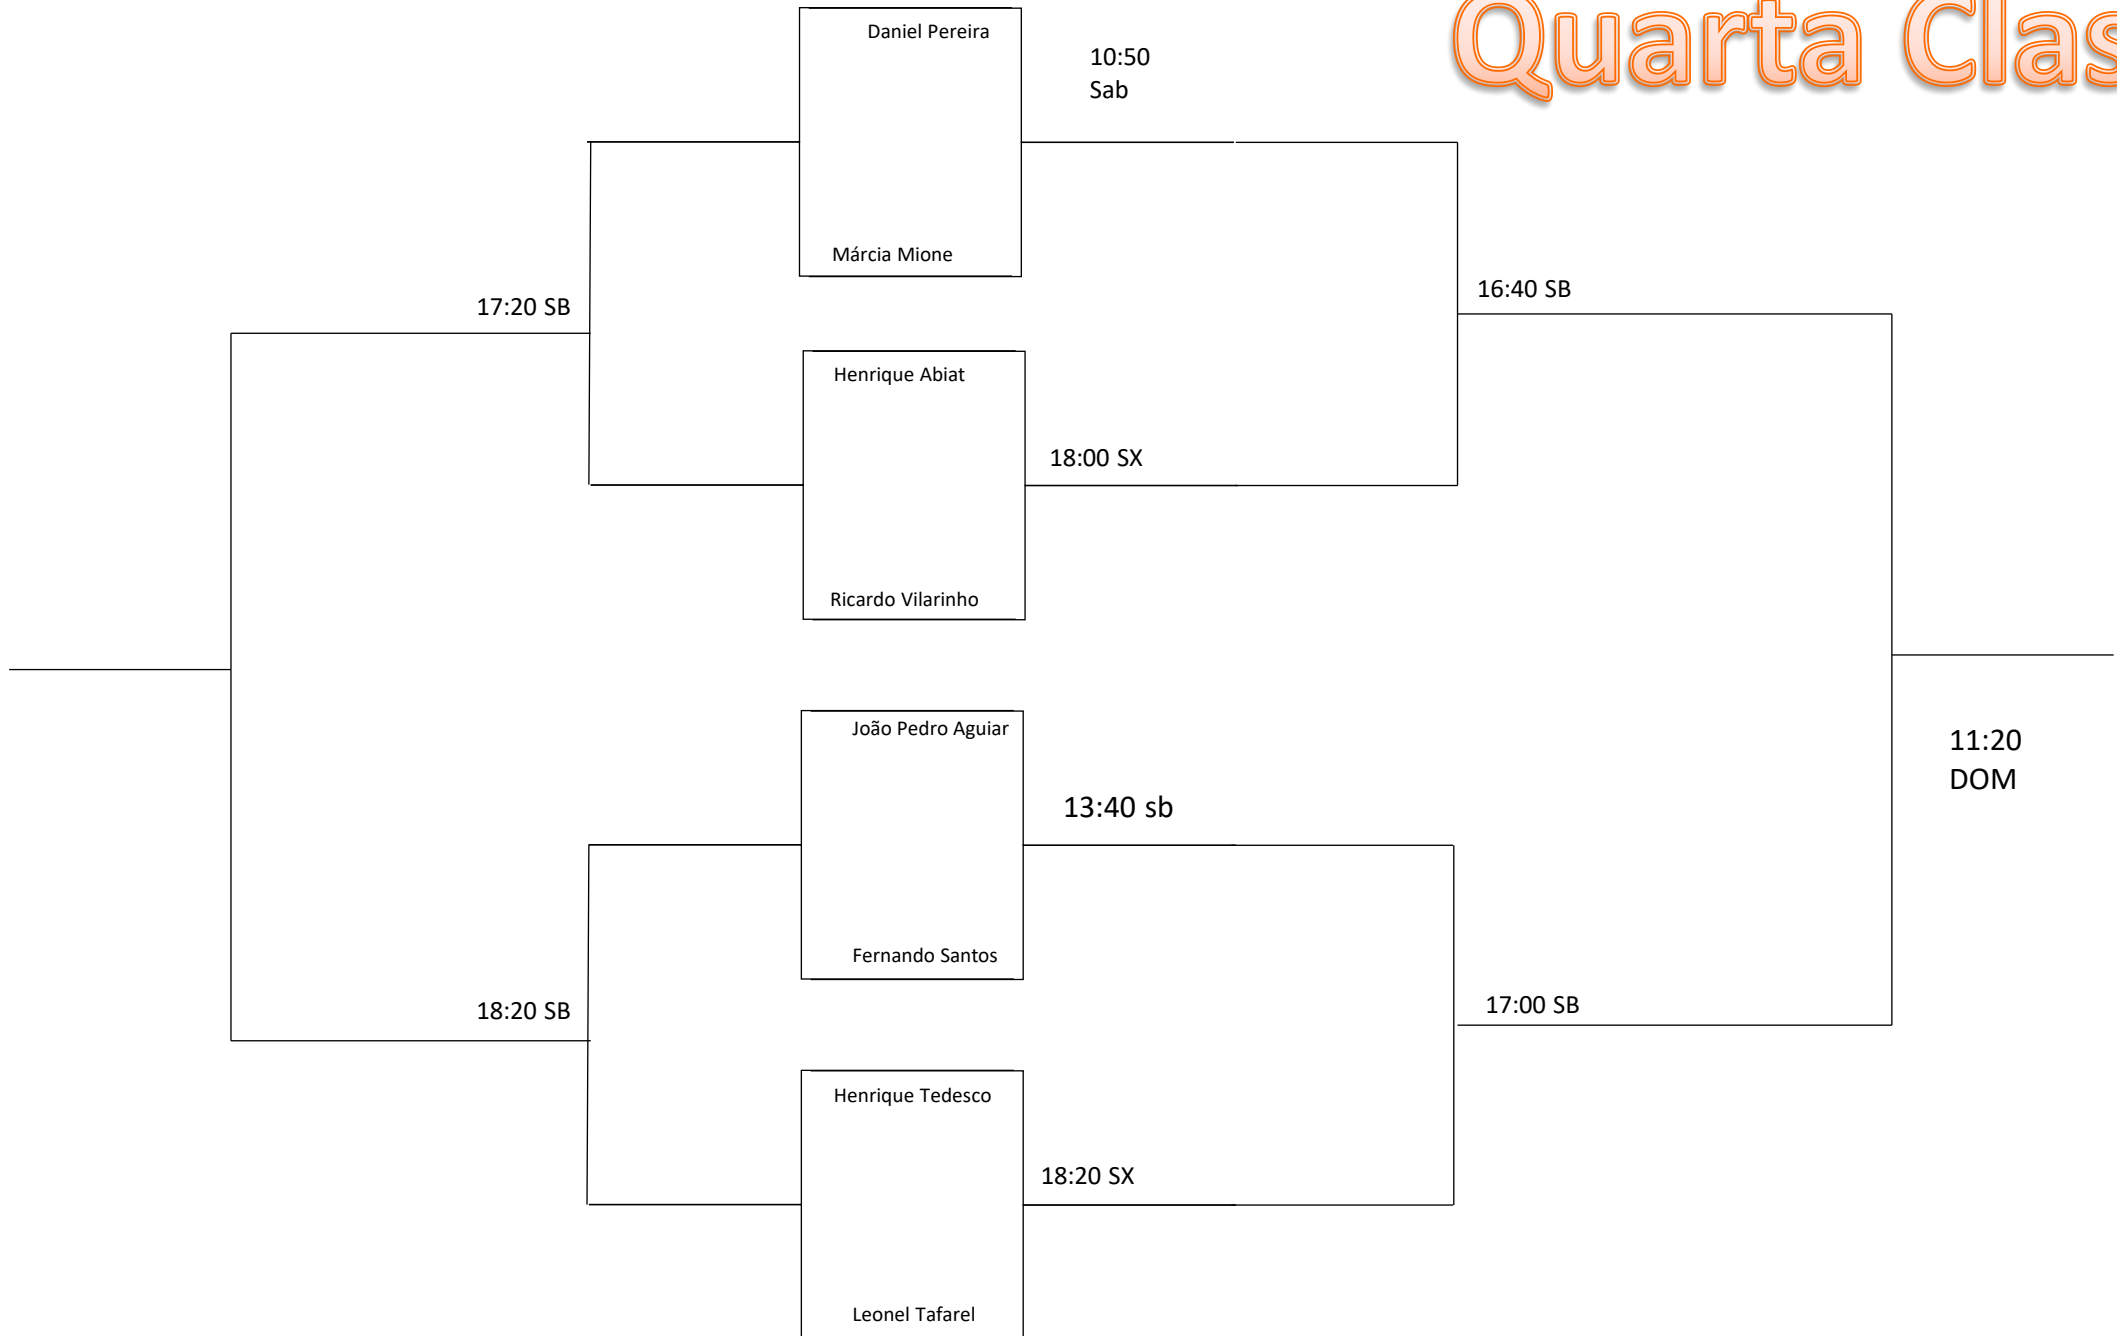 Quarta Clas
Daniel Pereira
10:50
Sab
Márcia Mione
17:20 SB
16:40 SB
Henrique Abiat
18:00 SX
Ricardo Vilarinho
João Pedro Aguiar
11:20
DOM
13:40 sb
Fernando Santos
18:20 SB
17:00 SB
Henrique Tedesco
18:20 SX
Leonel Tafarel